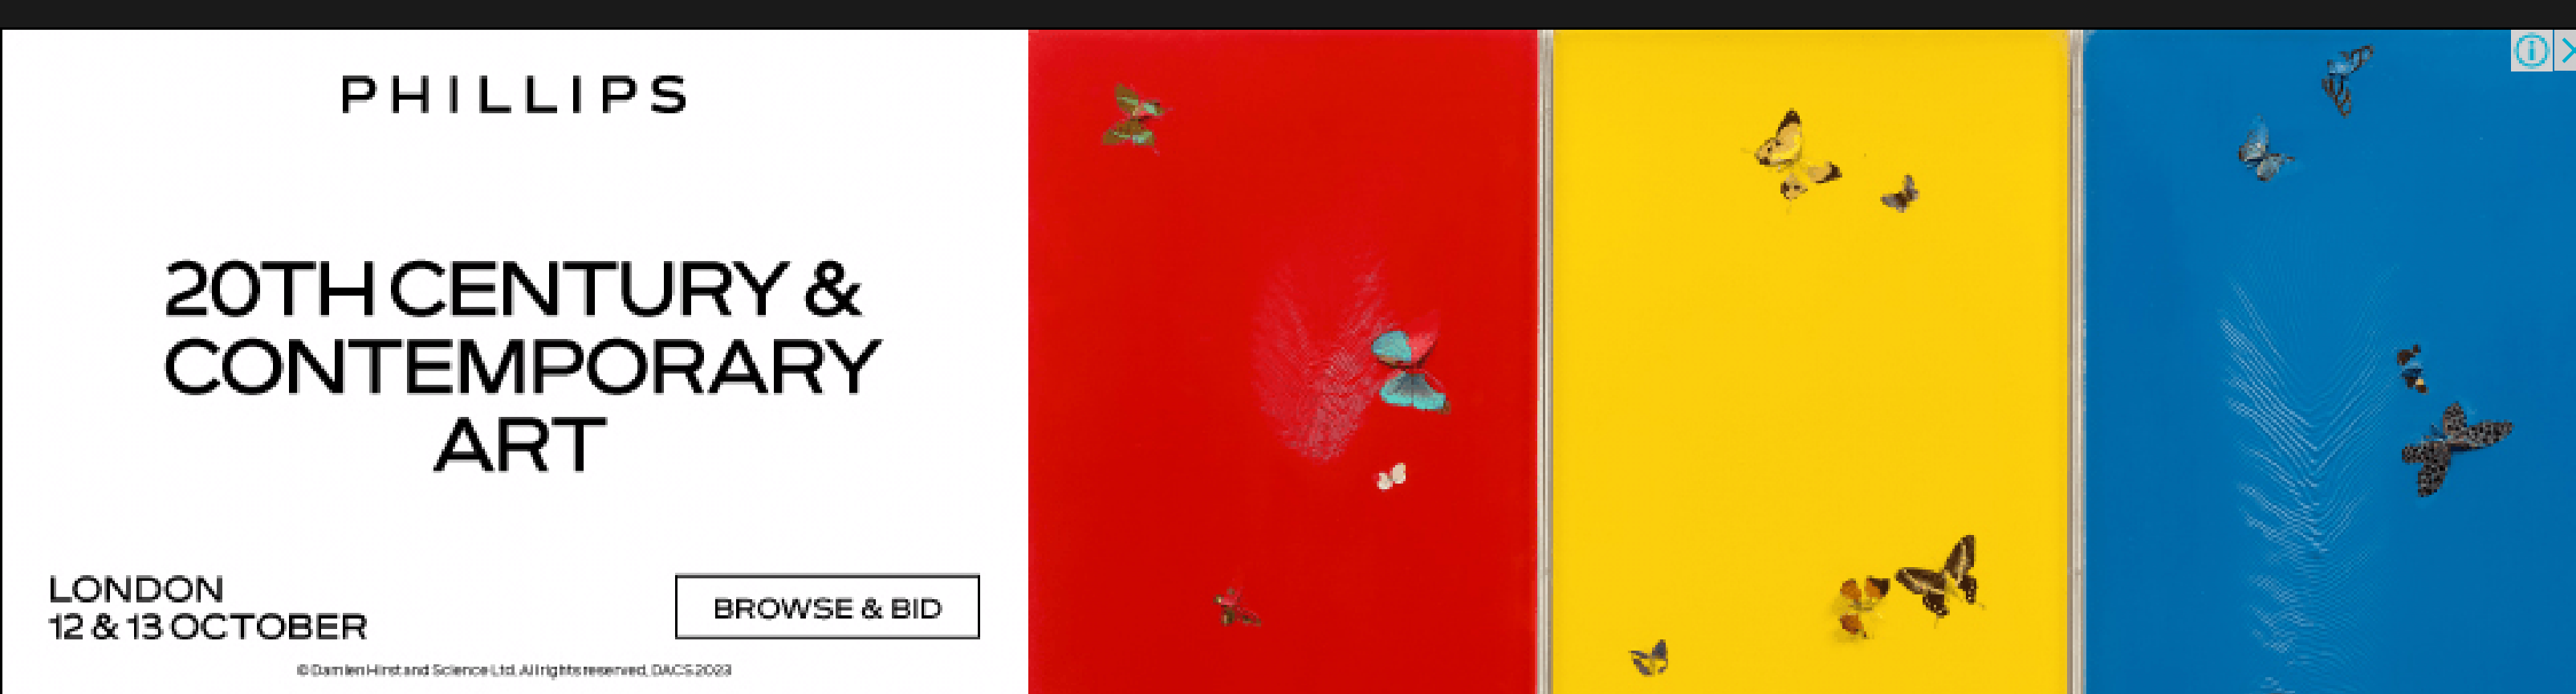 PHILLIPS
20TH CENTURY &
CONTEMPORARY
ART
LONDON
12 & 13 OCTOBER
BROWSE & BID
© Damien Hirst and Science Ltd. All rights reserved, DACS 2023